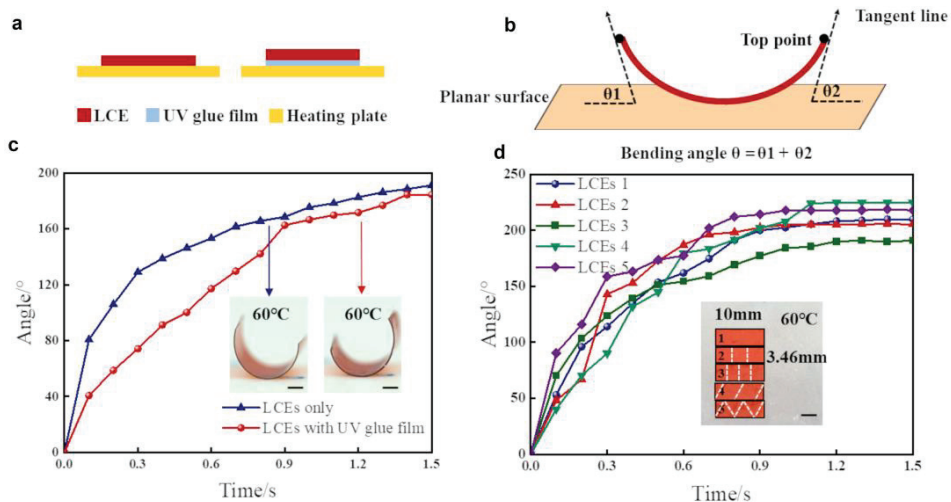 a
LCE
UV glue film
Heating plate
b
Tangent line
Top point
Planar surface
θ1
θ2
Bending angle θ =θ1 + θ2
c
200
160
120
80
40
0
Angle/°
60℃
60℃
LCEs only
LCEs with UV glue film
0.0
0.3
0.6
0.9
1.2
1.5
Time/s
d
250
200
150
100
50
0
Angle/°
LCEs 1
LCEs 2
LCEs 3
LCEs 4
LCEs 5
10mm
60℃
3.46mm
1
2
3
4
5
0.0
0.3
0.6
0.9
1.2
1.5
Time/s